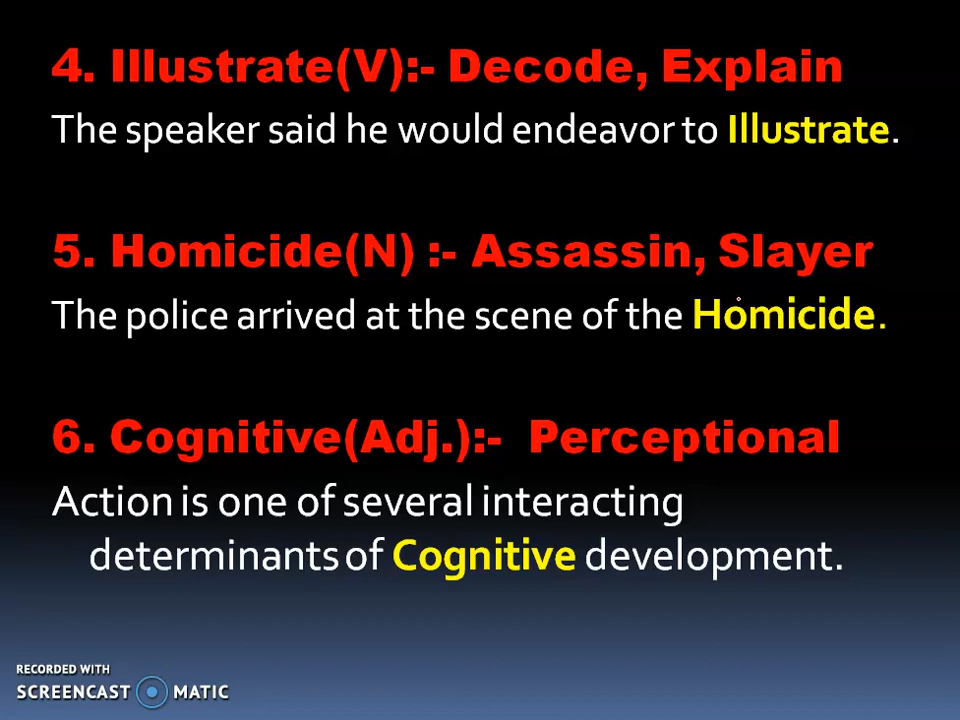 4. Illustrate(V):- Decode, Explain
The speaker said he would endeavor to Illustrate.
5. Homicide(N) :- Assassin, Slayer
The police arrived at the scene of the Homicide.
6. Cognitive(Adj.):- Perceptional
Action is one of several interacting
determinants of Cognitive development.
RECORDED WITH
SCREENCAST MATIC